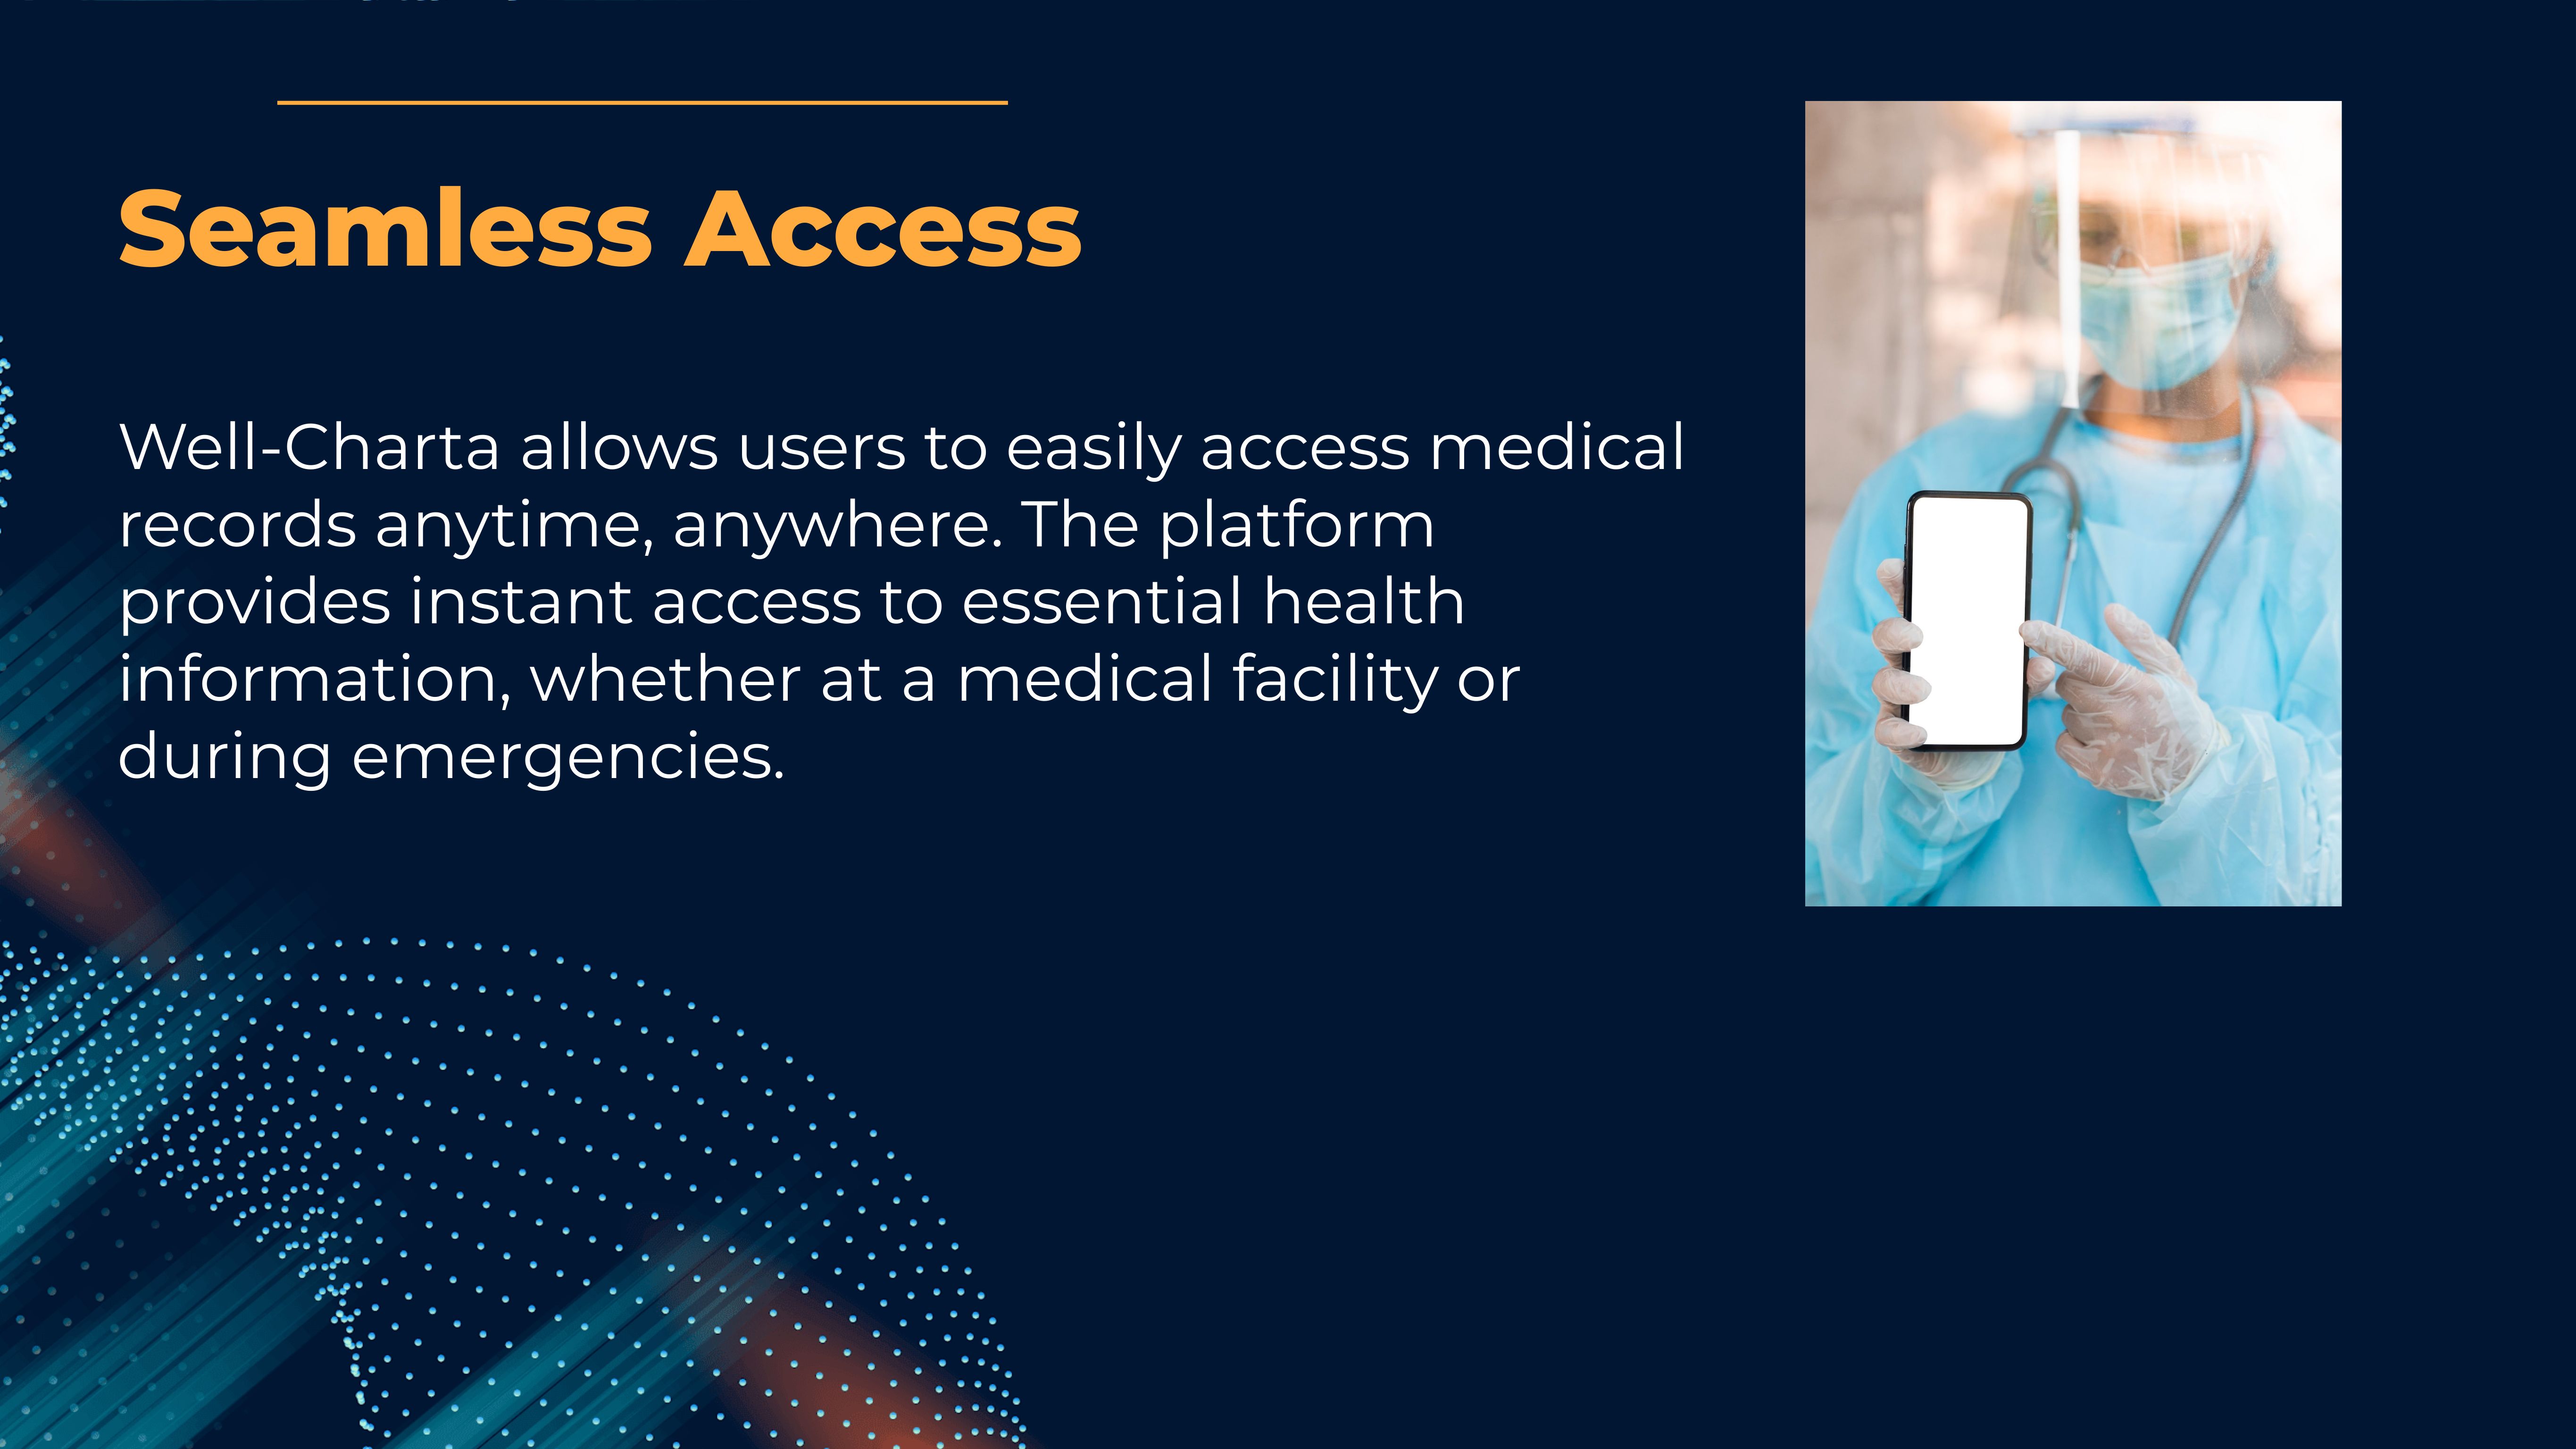 Seamless Access
Well-Charta allows users to easily access medical
records anytime, anywhere. The platform
provides instant access to essential health
information, whether at a medical facility or
during emergencies.